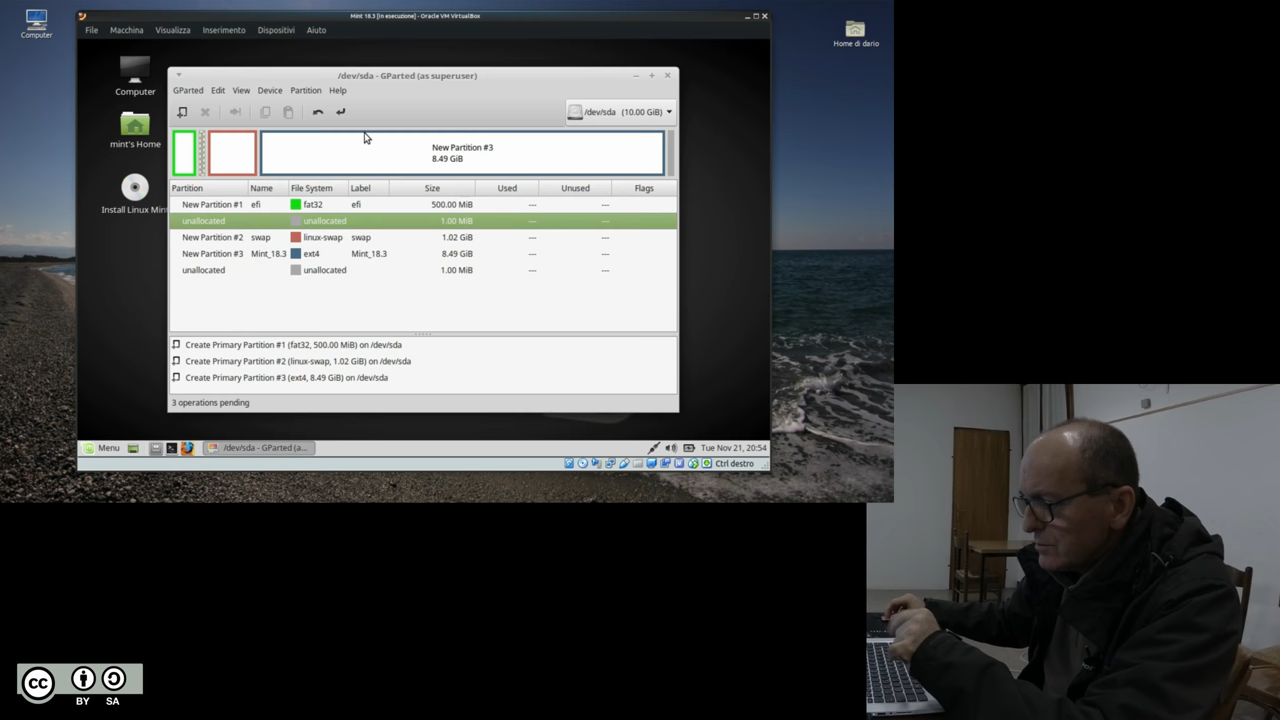 Computer
Home di dario
Mint 18.3 [In esecuzione] - Oracle VM VirtualBox
File Macchina Visualizza Inserimento Dispositivi Aiuto
Computer
mint's Home
Install Linux Min
/dev/sda - GParted (as superuser)
GParted Edit View Device Partition Help
/dev/sda (10.00 GiB)
New Partition #3
8.49 GiB
Partition Name File System Label Size Used Unused Flags
New Partition #1 efi fat32 efi 500.00 MiB --- ---
unallocated unallocated 1.00 MiB --- ---
New Partition #2 swap linux-swap swap 1.02 GiB --- ---
New Partition #3 Mint_18.3 ext4 Mint_18.3 8.49 GiB --- ---
unallocated unallocated 1.00 MiB --- ---
Create Primary Partition #1 (fat32, 500.00 MiB) on /dev/sda
Create Primary Partition #2 (linux-swap, 1.02 GiB) on /dev/sda
Create Primary Partition #3 (ext4, 8.49 GiB) on /dev/sda
3 operations pending
Menu /dev/sda - GParted (a... Tue Nov 21, 20:54
Ctrl destro
cc
BY SA